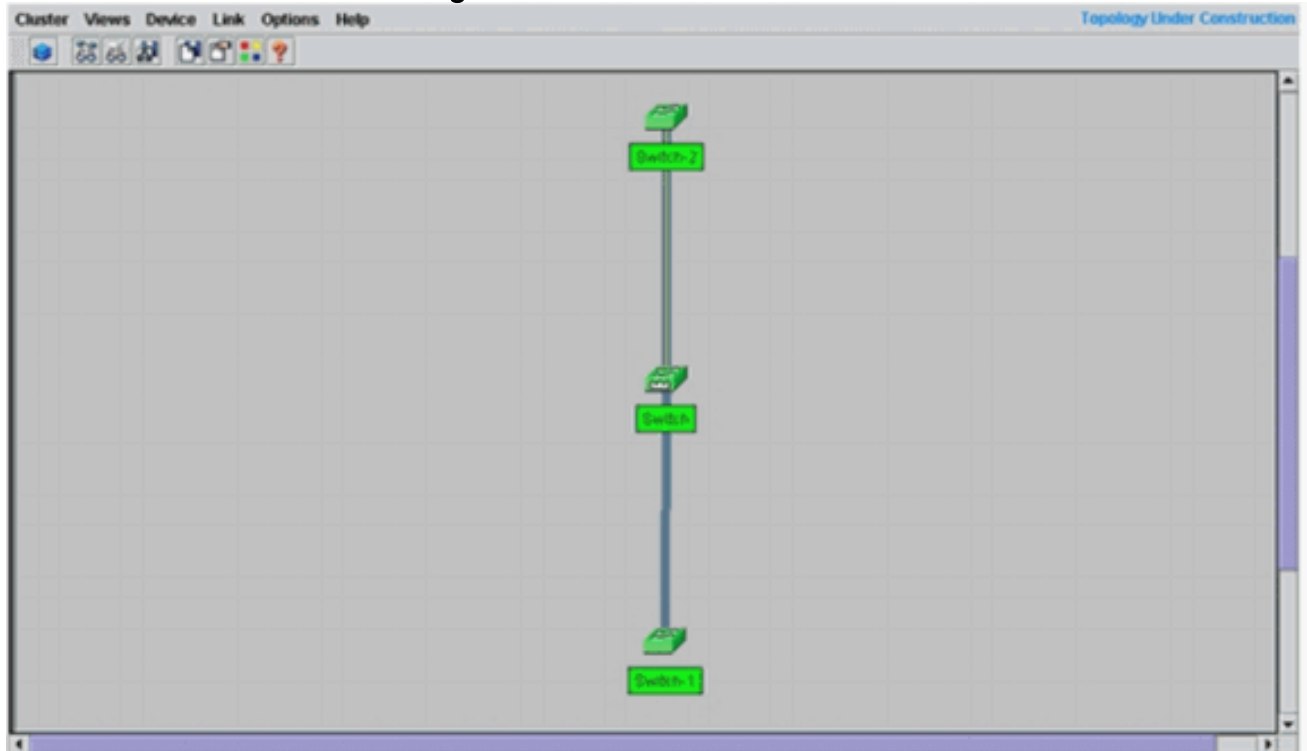 Cluster Views Device Link Options Help
Topology Under Construction
Switch-2
Switch
Switch-1